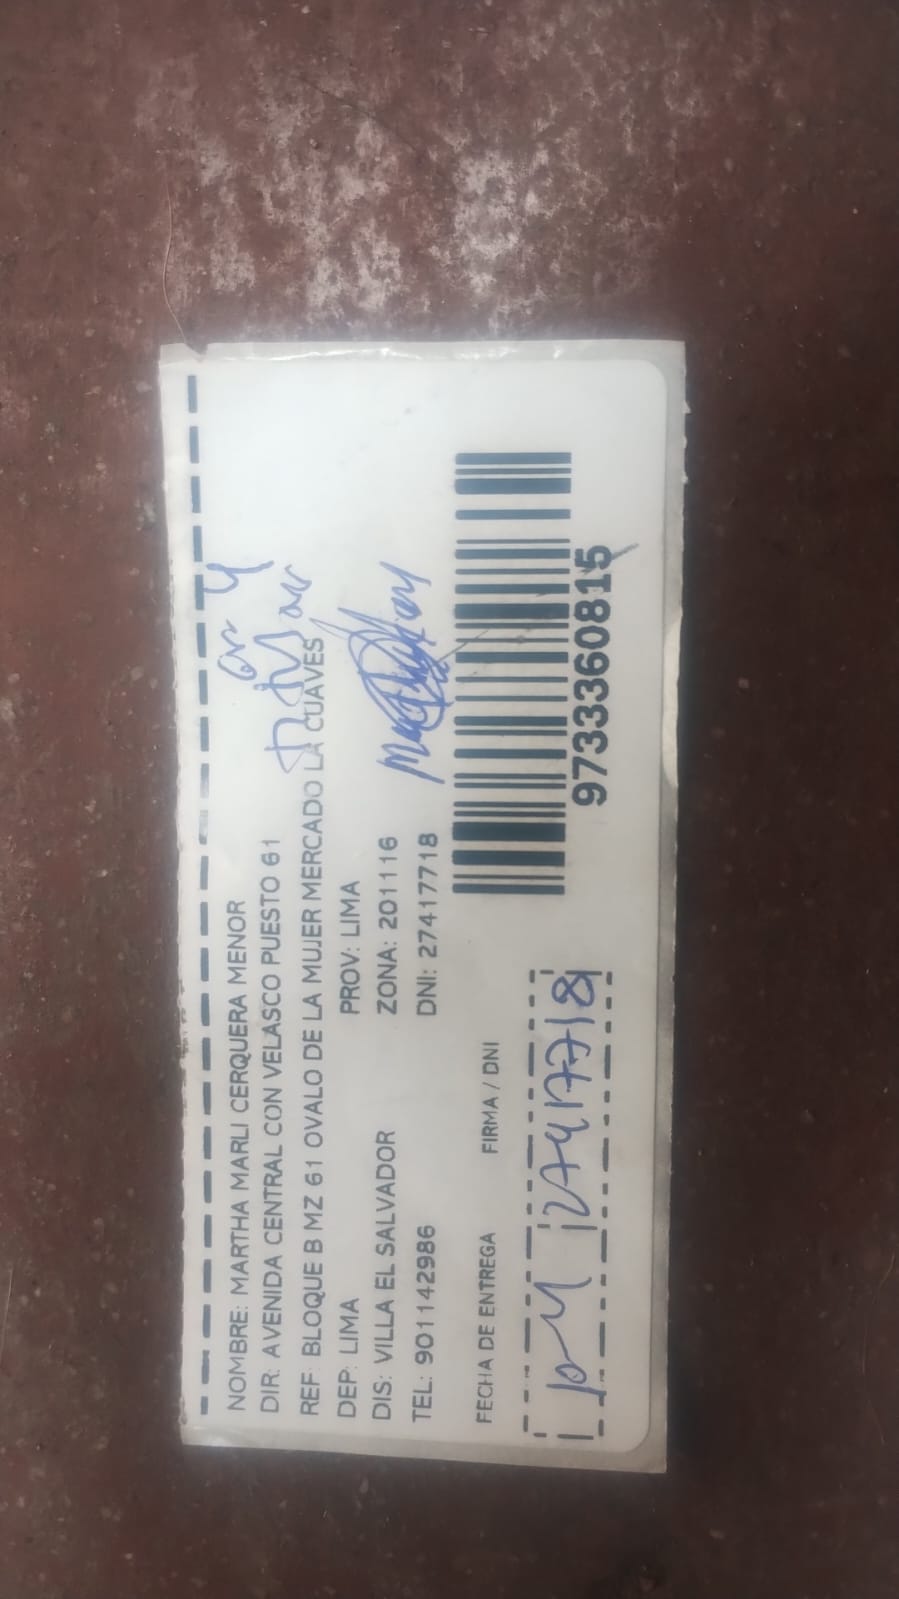 NOMBRE: MARTHA MARLI CERQUERA MENOR
DIR: AVENIDA CENTRAL CON VELASCO PUESTO 61
REF: BLOQUE B MZ 61 OVALO DE LA MUJER MERCADO LA CUAVES
DEP: LIMA PROV: LIMA
DIS: VILLA EL SALVADOR ZONA: 201116
TEL: 901142986 DNI: 27417718
FECHA DE ENTREGA FIRMA / DNI
27417718
9733360815